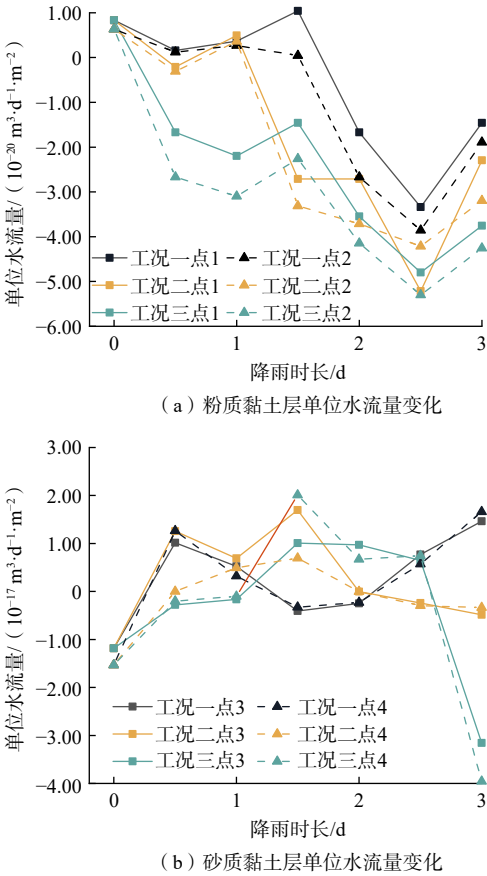 1.00
0
−1.00
−2.00
−3.00
−4.00
−5.00
−6.00
单位水流量/（10⁻²⁰ m³·d⁻¹·m⁻²）
工况一点1 工况一点2
工况二点1 工况二点2
工况三点1 工况三点2
0 1 2 3
降雨时长/d
（a）粉质黏土层单位水流量变化
3.00
2.00
1.00
0
−1.00
−2.00
−3.00
−4.00
单位水流量/（10⁻¹⁷ m³·d⁻¹·m⁻²）
工况一点3 工况一点4
工况二点3 工况二点4
工况三点3 工况三点4
0 1 2 3
降雨时长/d
（b）砂质黏土层单位水流量变化